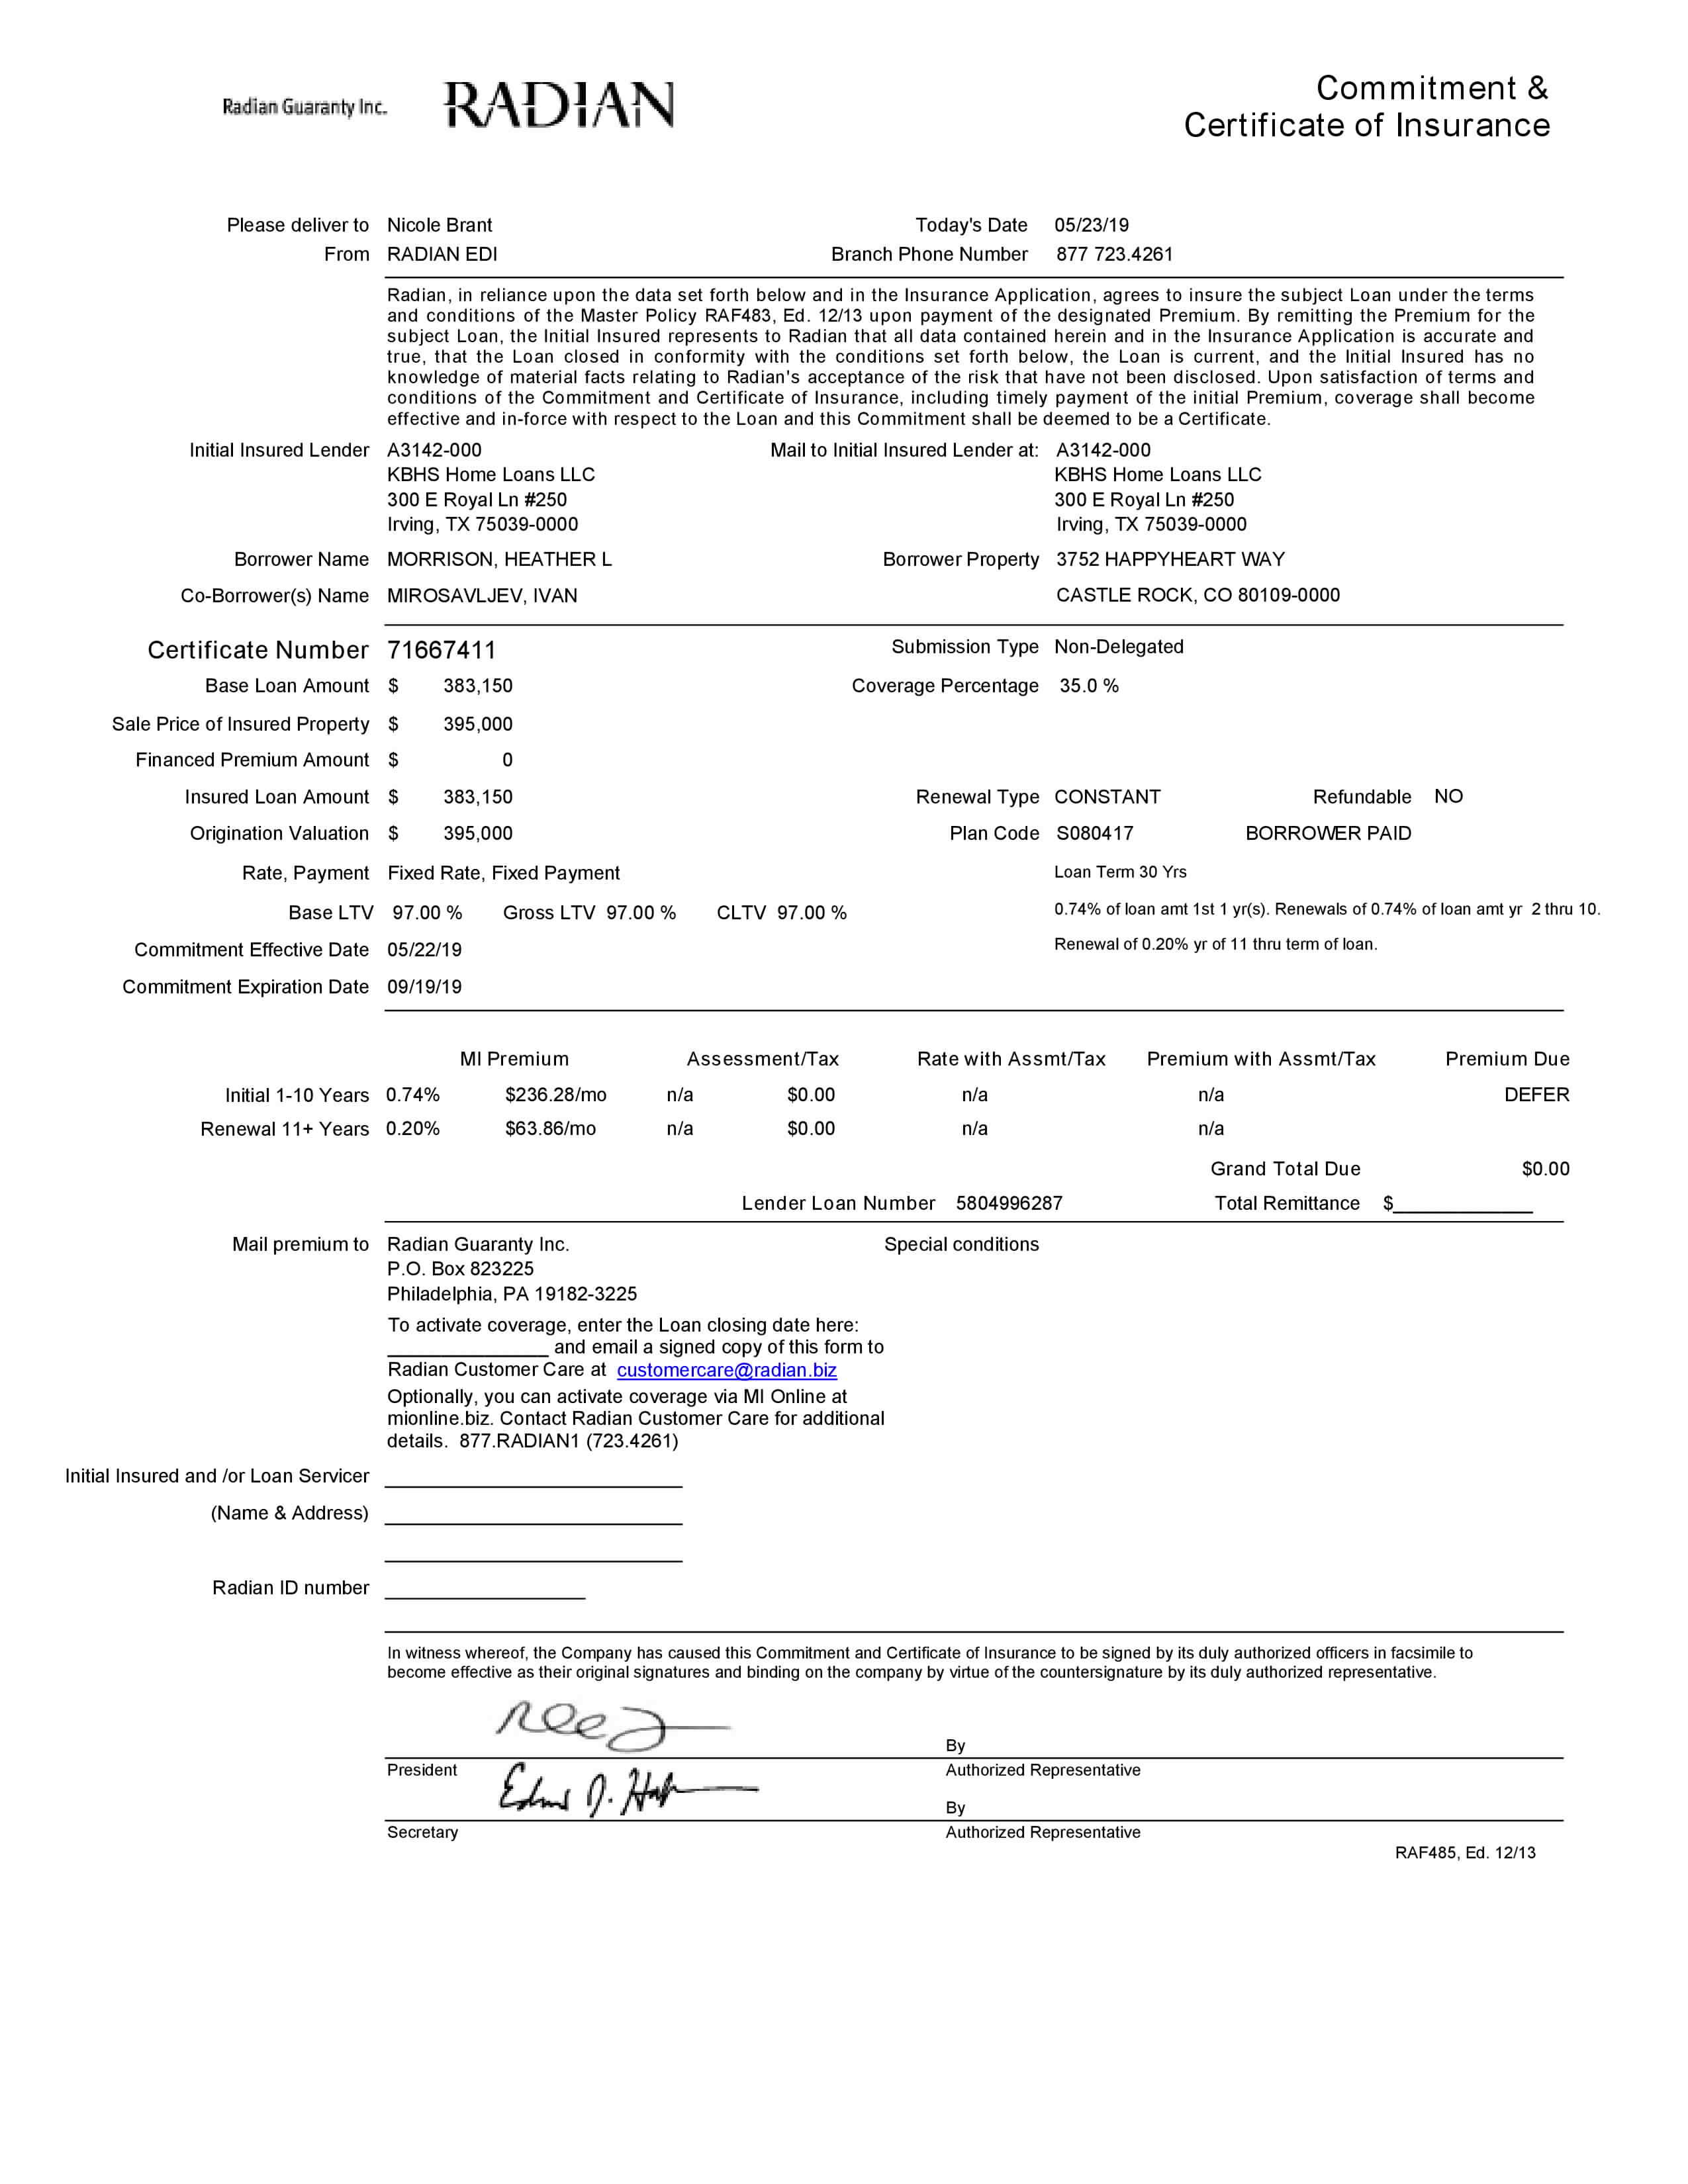 Radian Guaranty Inc. RADIAN
Commitment &
Certificate of Insurance
Please deliver to Nicole Brant Today's Date 05/23/19
From RADIAN EDI Branch Phone Number 877 723.4261
Radian, in reliance upon the data set forth below and in the Insurance Application, agrees to insure the subject Loan under the terms
and conditions of the Master Policy RAF483, Ed. 12/13 upon payment of the designated Premium. By remitting the Premium for the
subject Loan, the Initial Insured represents to Radian that all data contained herein and in the Insurance Application is accurate and
true, that the Loan closed in conformity with the conditions set forth below, the Loan is current, and the Initial Insured has no
knowledge of material facts relating to Radian's acceptance of the risk that have not been disclosed. Upon satisfaction of terms and
conditions of the Commitment and Certificate of Insurance, including timely payment of the initial Premium, coverage shall become
effective and in-force with respect to the Loan and this Commitment shall be deemed to be a Certificate.
Initial Insured Lender A3142-000 Mail to Initial Insured Lender at: A3142-000
KBHS Home Loans LLC KBHS Home Loans LLC
300 E Royal Ln #250 300 E Royal Ln #250
Irving, TX 75039-0000 Irving, TX 75039-0000
Borrower Name MORRISON, HEATHER L Borrower Property 3752 HAPPYHEART WAY
Co-Borrower(s) Name MIROSAVLJEV, IVAN CASTLE ROCK, CO 80109-0000
Certificate Number 71667411 Submission Type Non-Delegated
Base Loan Amount $ 383,150 Coverage Percentage 35.0 %
Sale Price of Insured Property $ 395,000
Financed Premium Amount $ 0
Insured Loan Amount $ 383,150 Renewal Type CONSTANT Refundable NO
Origination Valuation $ 395,000 Plan Code S080417 BORROWER PAID
Rate, Payment Fixed Rate, Fixed Payment Loan Term 30 Yrs
Base LTV 97.00 % Gross LTV 97.00 % CLTV 97.00 % 0.74% of loan amt 1st 1 yr(s). Renewals of 0.74% of loan amt yr 2 thru 10.
Commitment Effective Date 05/22/19 Renewal of 0.20% yr of 11 thru term of loan.
Commitment Expiration Date 09/19/19
MI Premium Assessment/Tax Rate with Assmt/Tax Premium with Assmt/Tax Premium Due
Initial 1-10 Years 0.74% $236.28/mo n/a $0.00 n/a n/a DEFER
Renewal 11+ Years 0.20% $63.86/mo n/a $0.00 n/a n/a
Grand Total Due $0.00
Lender Loan Number 5804996287 Total Remittance $
Mail premium to Radian Guaranty Inc. Special conditions
P.O. Box 823225
Philadelphia, PA 19182-3225
To activate coverage, enter the Loan closing date here:
and email a signed copy of this form to
Radian Customer Care at customercare@radian.biz
Optionally, you can activate coverage via MI Online at
mionline.biz. Contact Radian Customer Care for additional
details. 877.RADIAN1 (723.4261)
Initial Insured and /or Loan Servicer
(Name & Address)
Radian ID number
In witness whereof, the Company has caused this Commitment and Certificate of Insurance to be signed by its duly authorized officers in facsimile to
become effective as their original signatures and binding on the company by virtue of the countersignature by its duly authorized representative.
By
President Authorized Representative
By
Secretary Authorized Representative
RAF485, Ed. 12/13